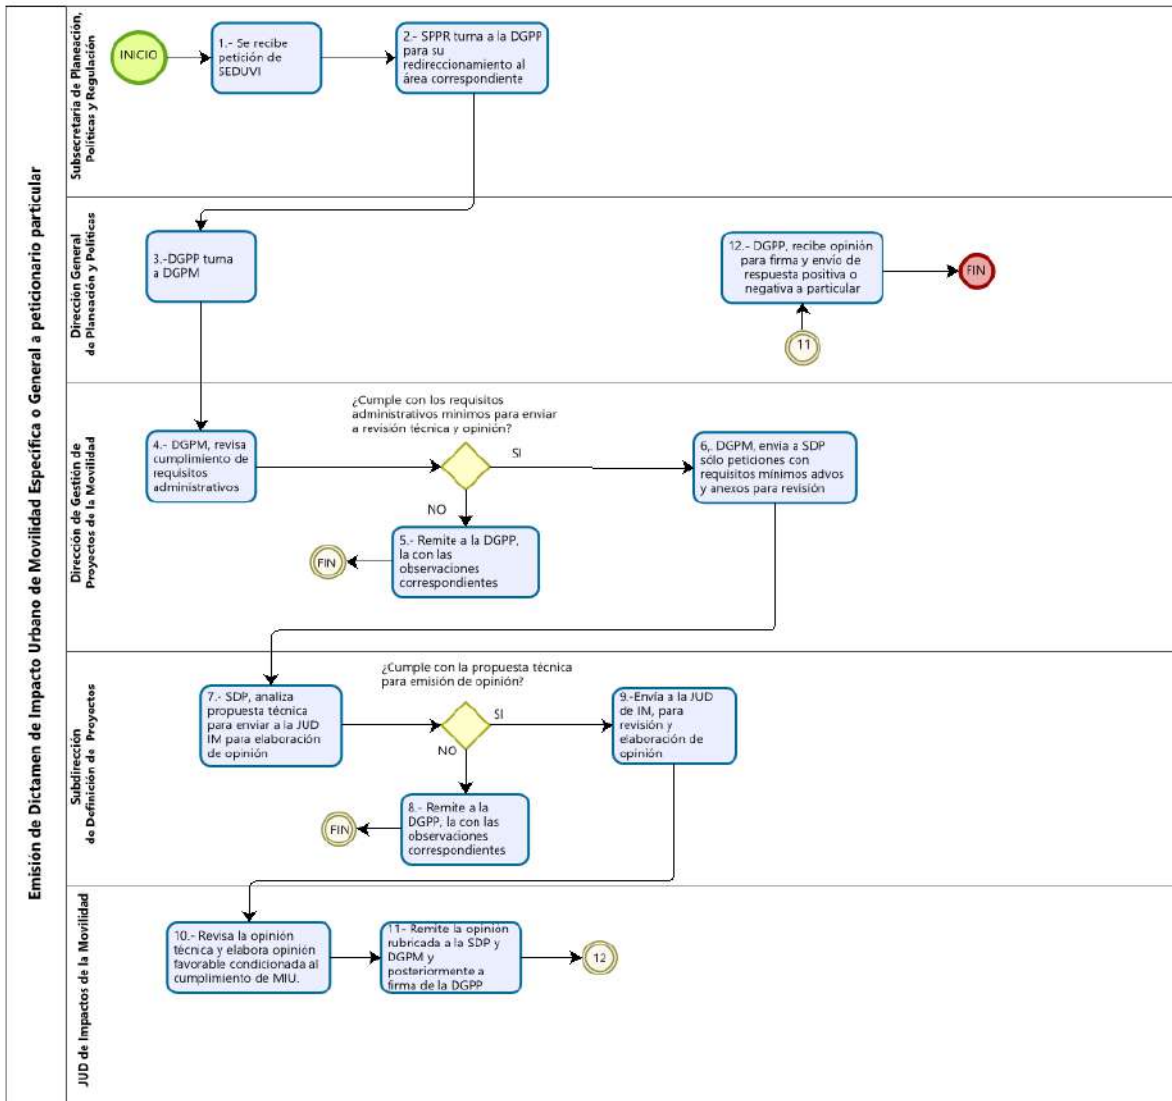 Emisión de Dictamen de Impacto Urbano de Movilidad Específica o General a peticionario particular
Subsecretaria de Planeación,
Políticas y Regulación
INICIO
1.- Se recibe
petición de
SEDUVI
2.- SPPR turna a la DGPP
para su
redireccionamiento al
área correspondiente
Dirección General
de Planeación y Políticas
3.-DGPP turna
a DGPM
12.- DGPP, recibe opinión
para firma y envío de
respuesta positiva o
negativa a particular
FIN
11
Dirección de Gestión de
Proyectos de la Movilidad
¿Cumple con los requisitos
administrativos mínimos para enviar
a revisión técnica y opinión?
4.- DGPM, revisa
cumplimiento de
requisitos
administrativos
SI
NO
6,. DGPM, envia a SDP
sólo peticiones con
requisitos mínimos advos
y anexos para revisión
5.- Remite a la DGPP,
la con las
observaciones
correspondientes
FIN
Subdirección
de Definición de Proyectos
¿Cumple con la propuesta técnica
para emisión de opinión?
7.- SDP, analiza
propuesta técnica
para enviar a la JUD
IM para elaboración
de opinión
SI
NO
9.-Envía a la JUD
de IM, para
revisión y
elaboración de
opinión
8.- Remite a la
DGPP, la con las
observaciones
correspondientes
FIN
JUD de Impactos de la Movilidad
10.- Revisa la opinión
técnica y elabora opinión
favorable condicionada al
cumplimiento de MIU.
11- Remite la opinión
rubricada a la SDP y
DGPM y
posteriormente a
firma de la DGPP
12